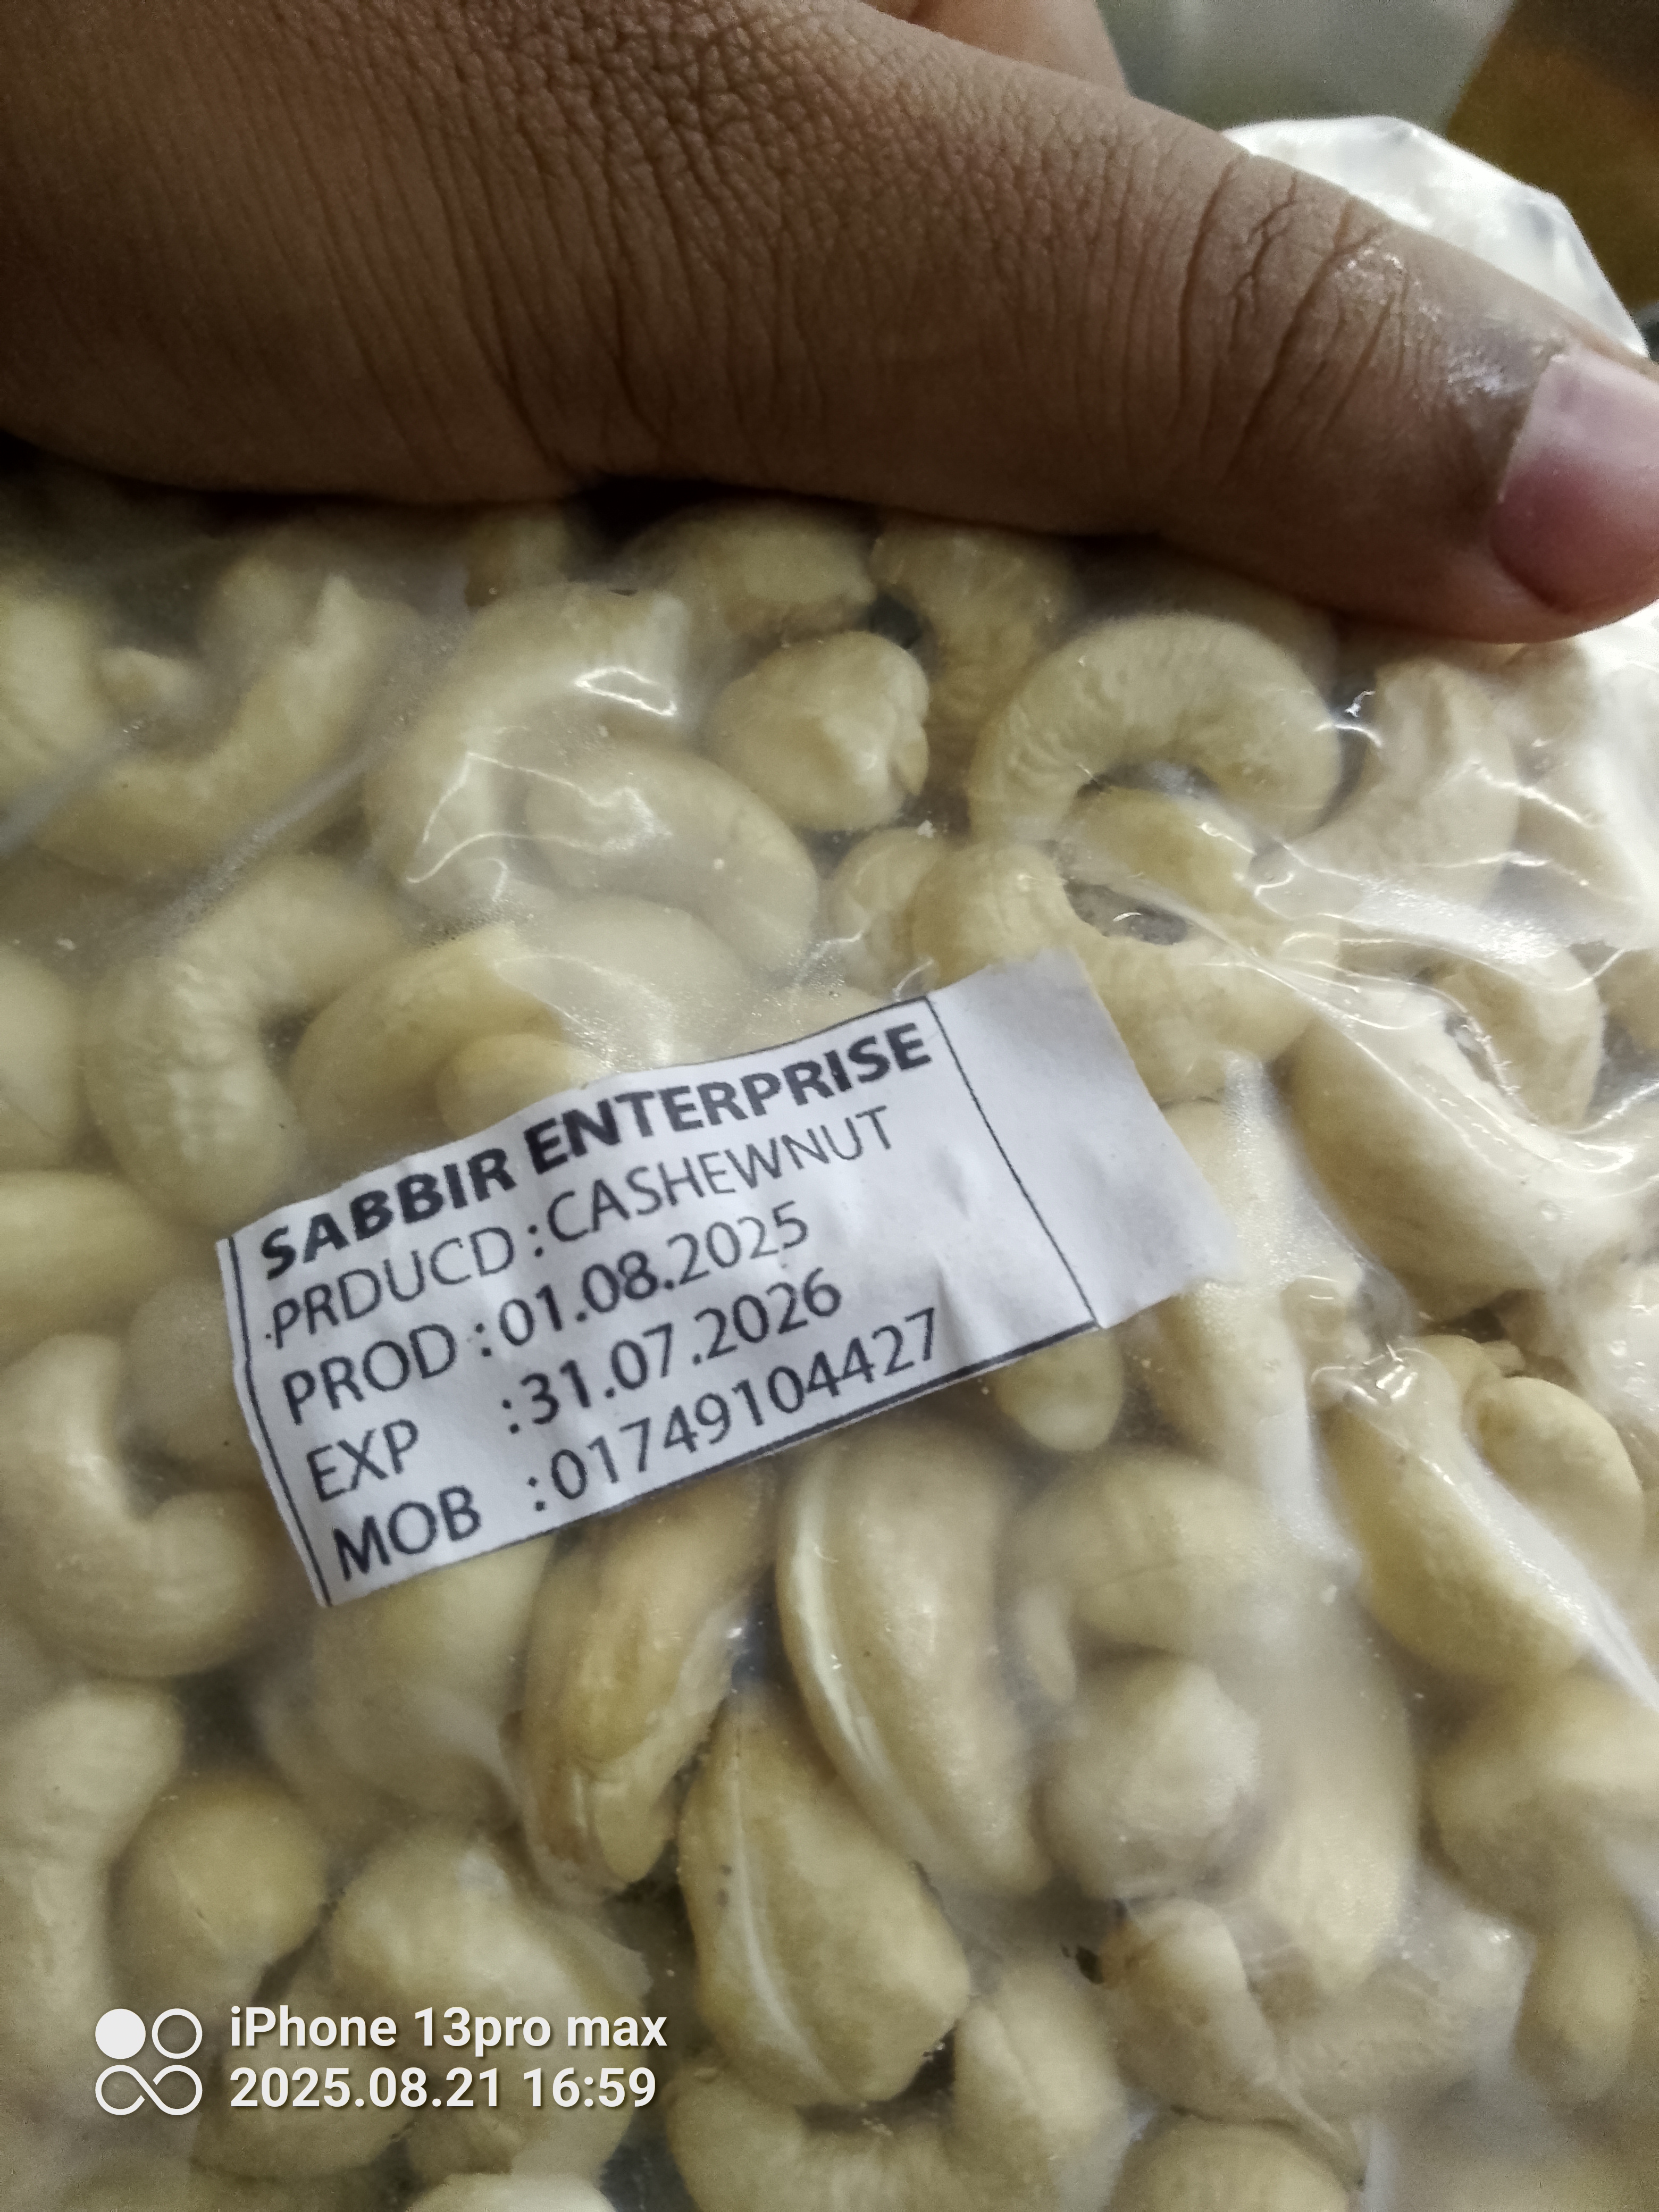 SABBIR ENTERPRISE
PRDUCD : CASHEWNUT
PROD : 01.08.2025
EXP : 31.07.2026
MOB : 01749104427
iPhone 13pro max
2025.08.21 16:59